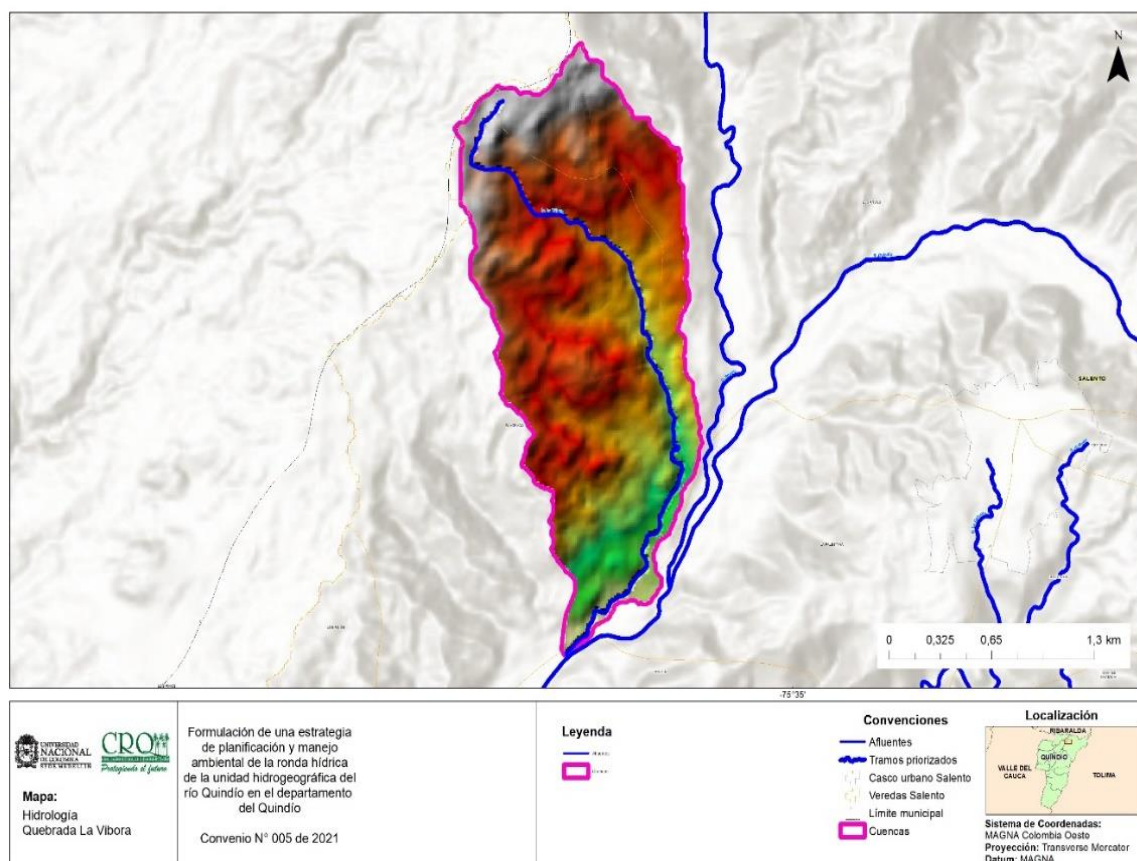 N
SALENTO
0 0,325 0,65 1,3 km
-75°35'
UNIVERSIDAD
NACIONAL
DE COLOMBIA
CRQ
Protegiendo el futuro
Mapa:
Hidrología
Quebrada La Vibora
Formulación de una estrategia
de planificación y manejo
ambiental de la ronda hídrica
de la unidad hidrogeográfica del
río Quindío en el departamento
del Quindío
Convenio N° 005 de 2021
Leyenda
Afluentes
Cuencas
Convenciones
Afluentes
Tramos priorizados
Casco urbano Salento
Veredas Salento
Límite municipal
Cuencas
Localización
RISARALDA
QUINDÍO
VALLE DEL
CAUCA
TOLIMA
Sistema de Coordenadas:
MAGNA Colombia Oeste
Proyección: Transverse Mercator
Datum: MAGNA